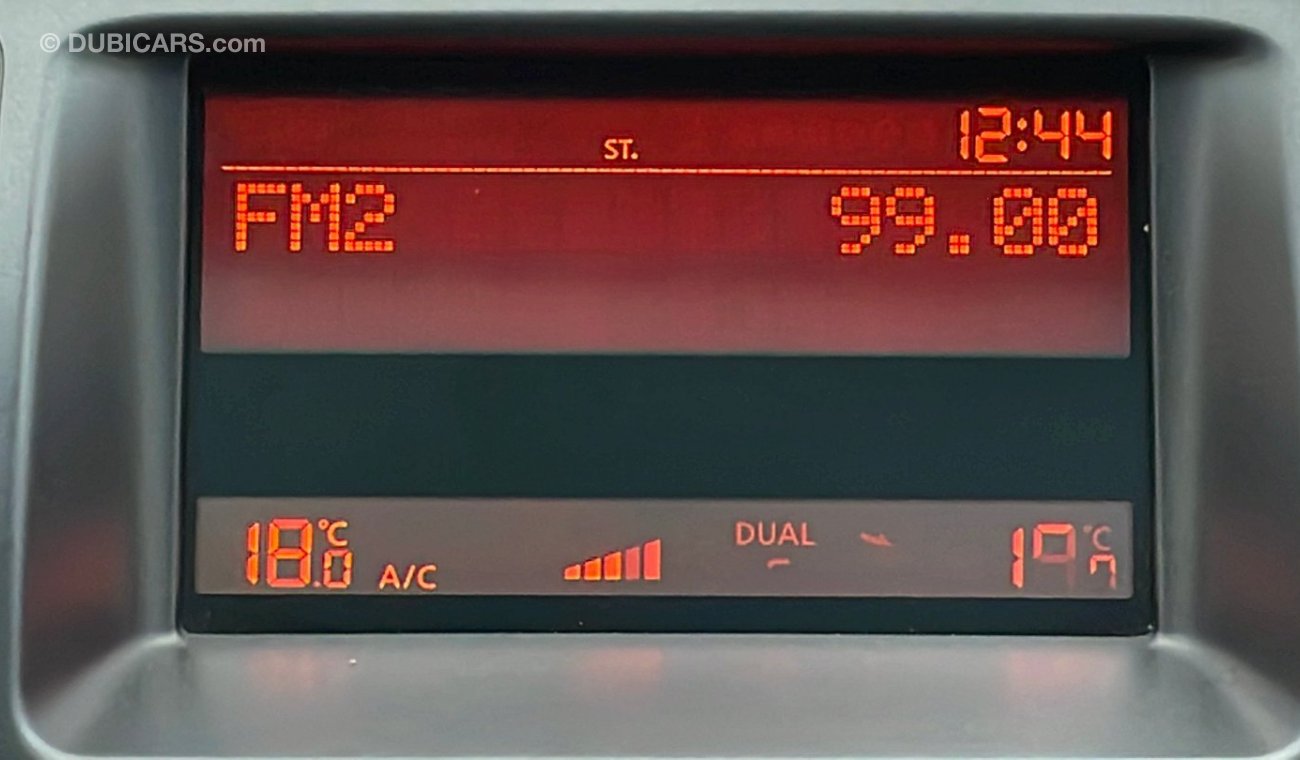 © DUBICARS.com
12:44
ST.
FM2 99.00
18.0 °C A/C DUAL °C